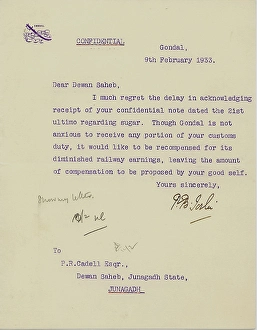 CONFIDENTIAL
Gondal,
9th February 1933.
Dear Dewan Saheb,
I much regret the delay in acknowledging
receipt of your confidential note dated the 21st
ultimo regarding sugar. Though Gondal is not
anxious to receive any portion of your customs
duty, it would like to be recompensed for its
diminished railway earnings, leaving the amount
of compensation to be proposed by your good self.
Yours sincerely,
To
P.R.Cadell Esqr.,
Dewan Saheb, Junagadh State,
JUNAGADH